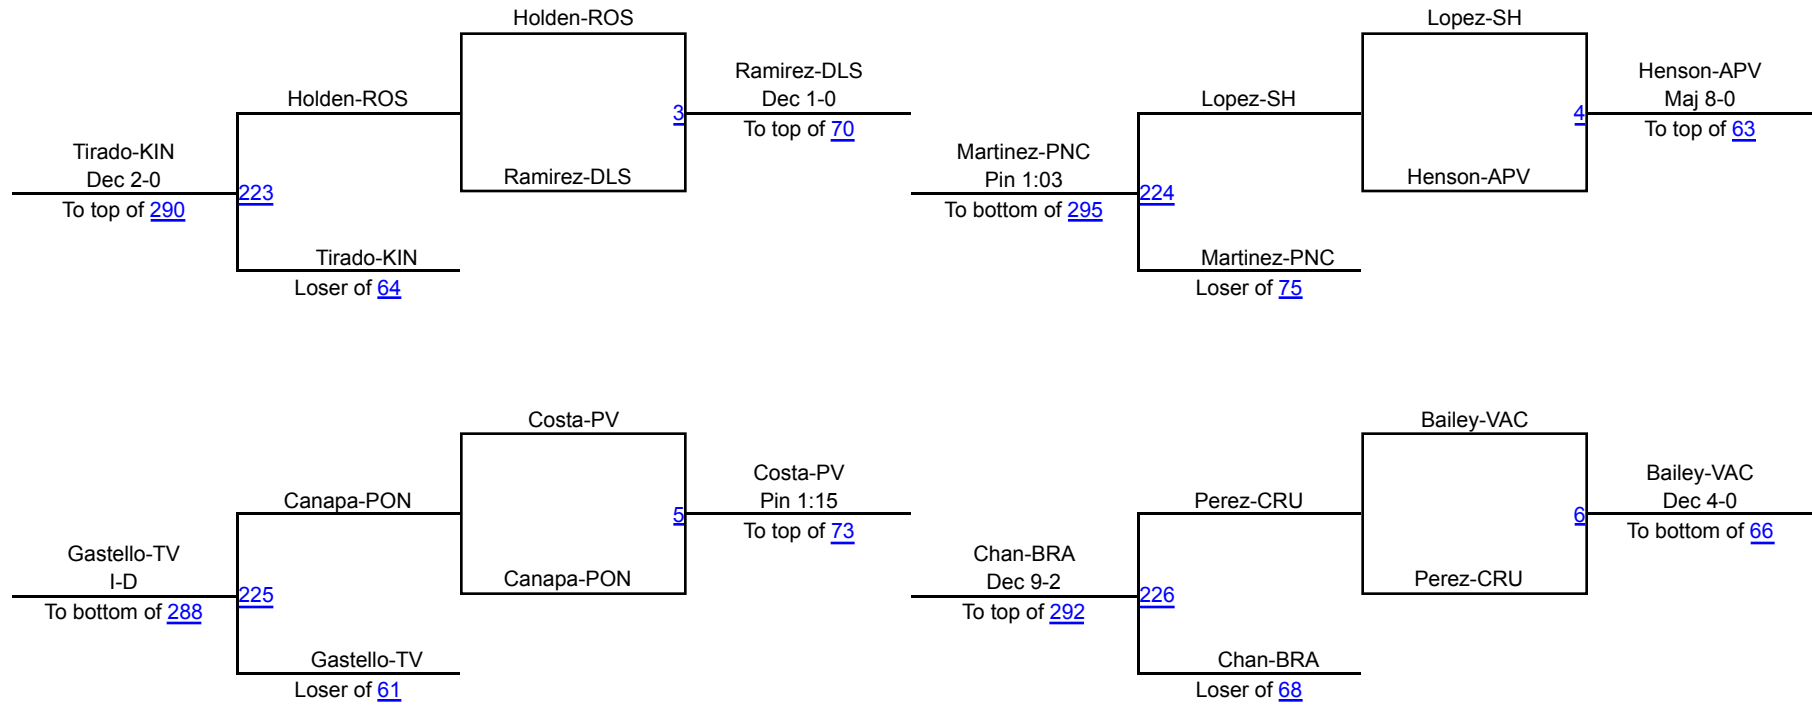 Holden-ROS
Ramirez-DLS
Dec 1-0
Holden-ROS
3
To top of 70
Tirado-KIN
Dec 2-0
Ramirez-DLS
223
To top of 290
Tirado-KIN
Loser of 64
Lopez-SH
Henson-APV
Maj 8-0
Lopez-SH
4
To top of 63
Martinez-PNC
Pin 1:03
Henson-APV
224
To bottom of 295
Martinez-PNC
Loser of 75
Costa-PV
Costa-PV
Pin 1:15
Canapa-PON
5
To top of 73
Gastello-TV
I-D
Canapa-PON
225
To bottom of 288
Gastello-TV
Loser of 61
Bailey-VAC
Bailey-VAC
Dec 4-0
Perez-CRU
6
To bottom of 66
Chan-BRA
Dec 9-2
Perez-CRU
226
To top of 292
Chan-BRA
Loser of 68